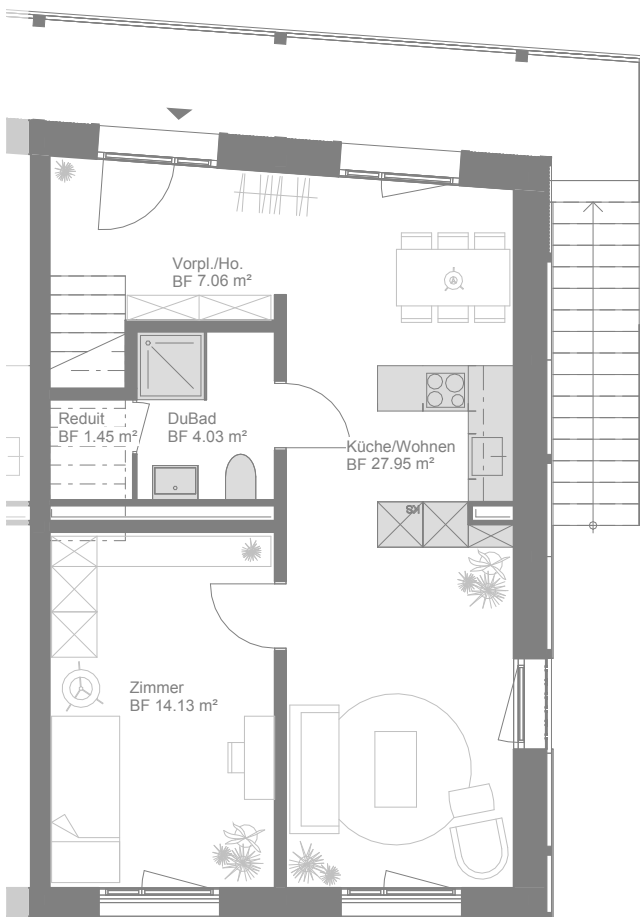 Vorpl./Ho.
BF 7.06 m²
Reduit
BF 1.45 m²
DuBad
BF 4.03 m²
Küche/Wohnen
BF 27.95 m²
Zimmer
BF 14.13 m²